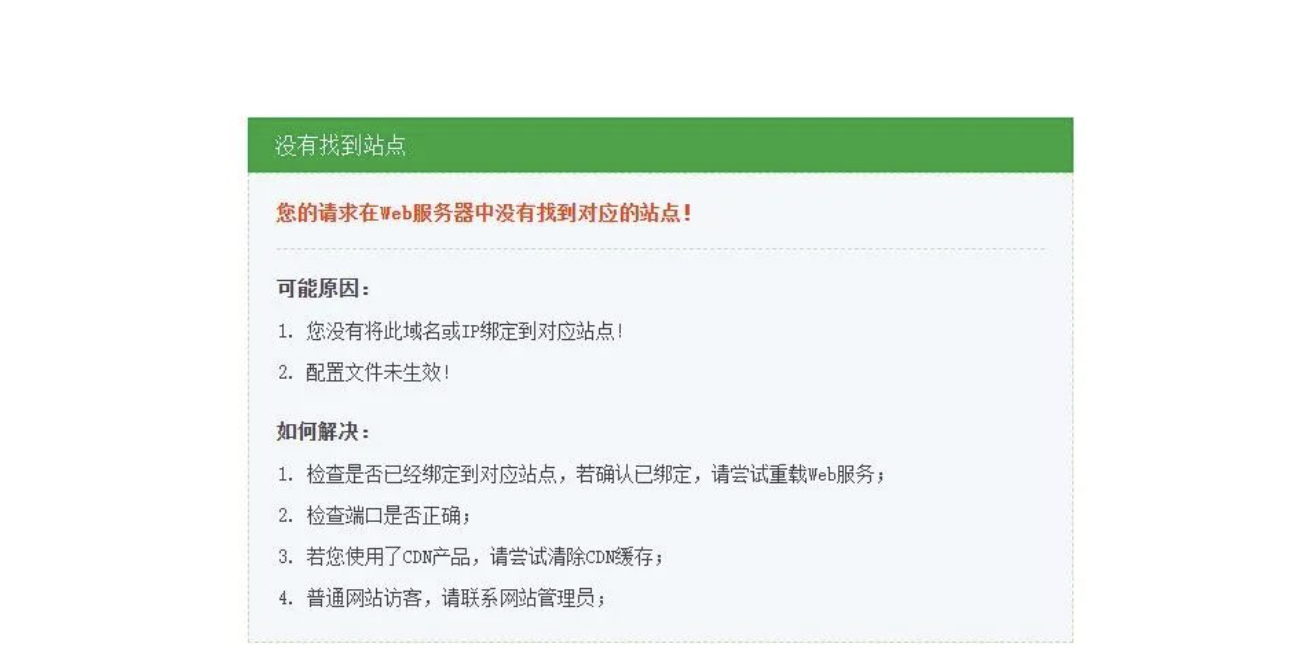 没有找到站点
您的请求在Web服务器中没有找到对应的站点！
可能原因：
1. 您没有将此域名或IP绑定到对应站点!
2. 配置文件未生效!
如何解决：
1. 检查是否已经绑定到对应站点，若确认已绑定，请尝试重载Web服务；
2. 检查端口是否正确；
3. 若您使用了CDN产品，请尝试清除CDN缓存；
4. 普通网站访客，请联系网站管理员；